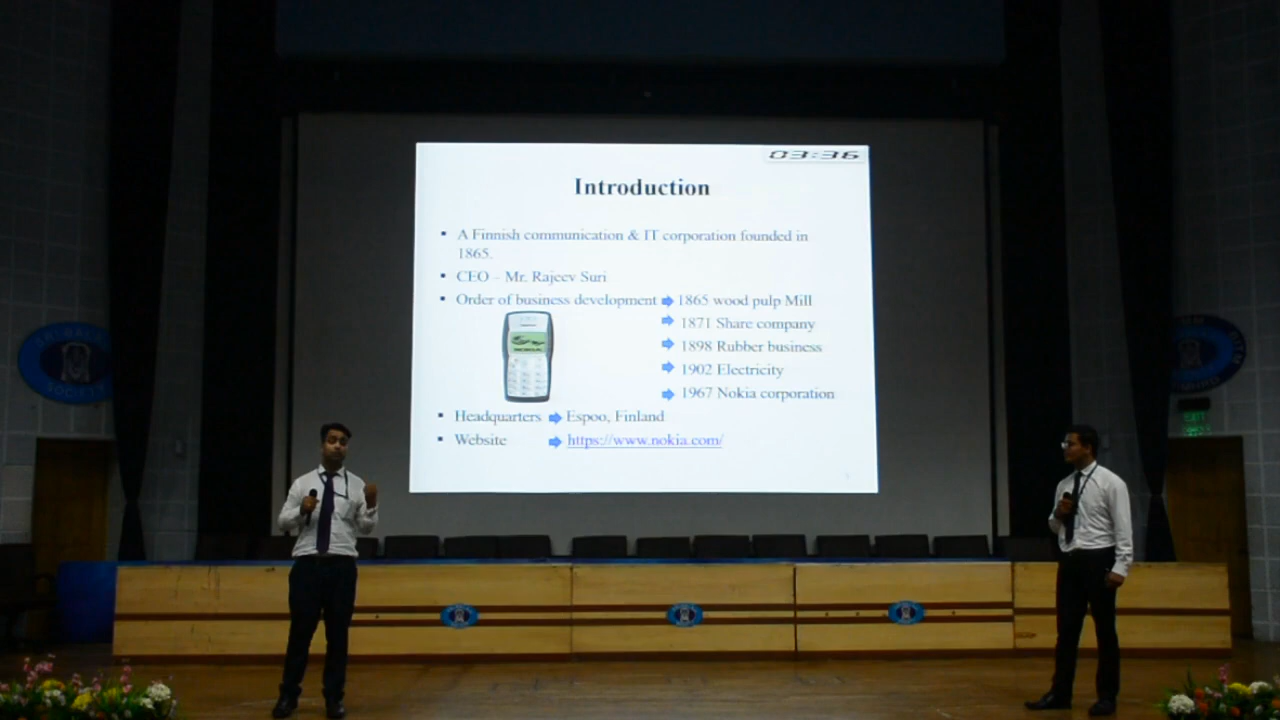 03:36
Introduction
▪ A Finnish communication & IT corporation founded in
1865.
▪ CEO – Mr. Rajeev Suri
▪ Order of business development 1865 wood pulp Mill
1871 Share company
1898 Rubber business
1902 Electricity
1967 Nokia corporation
NOKIA
▪ Headquarters Espoo, Finland
▪ Website https://www.nokia.com/
EXIT